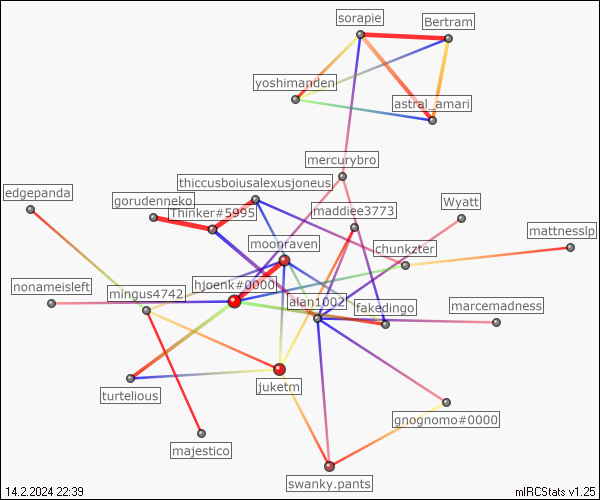 sorapie
Bertram
yoshimanden
astral_amari
mercurybro
thiccusboiusalexusjoneus
edgepanda
gorudenneko
Wyatt
Thinker#5995
maddiee3773
mattnesslp
moonraven
chunkzter
nonameisleft
mingus4742
hjoenk#0000
alan1002
fakedingo
marcemadness
juketm
turtelious
gnognomo#0000
majestico
swanky.pants
14.2.2024 22:39
mIRCStats v1.25